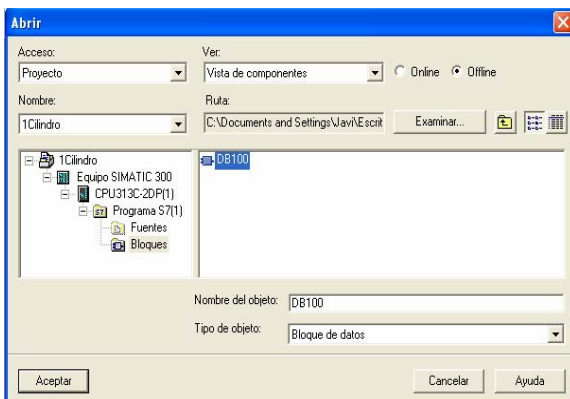 Abrir
Acceso:
Ver:
Proyecto
Vista de componentes
Online
Offline
Nombre:
Ruta:
1Cilindro
C:\Documents and Settings\Javi\Escrit
Examinar...
1Cilindro
DB100
Equipo SIMATIC 300
CPU313C-2DP(1)
S7
Programa S7(1)
Fuentes
Bloques
Nombre del objeto:
DB100
Tipo de objeto:
Bloque de datos
Aceptar
Cancelar
Ayuda